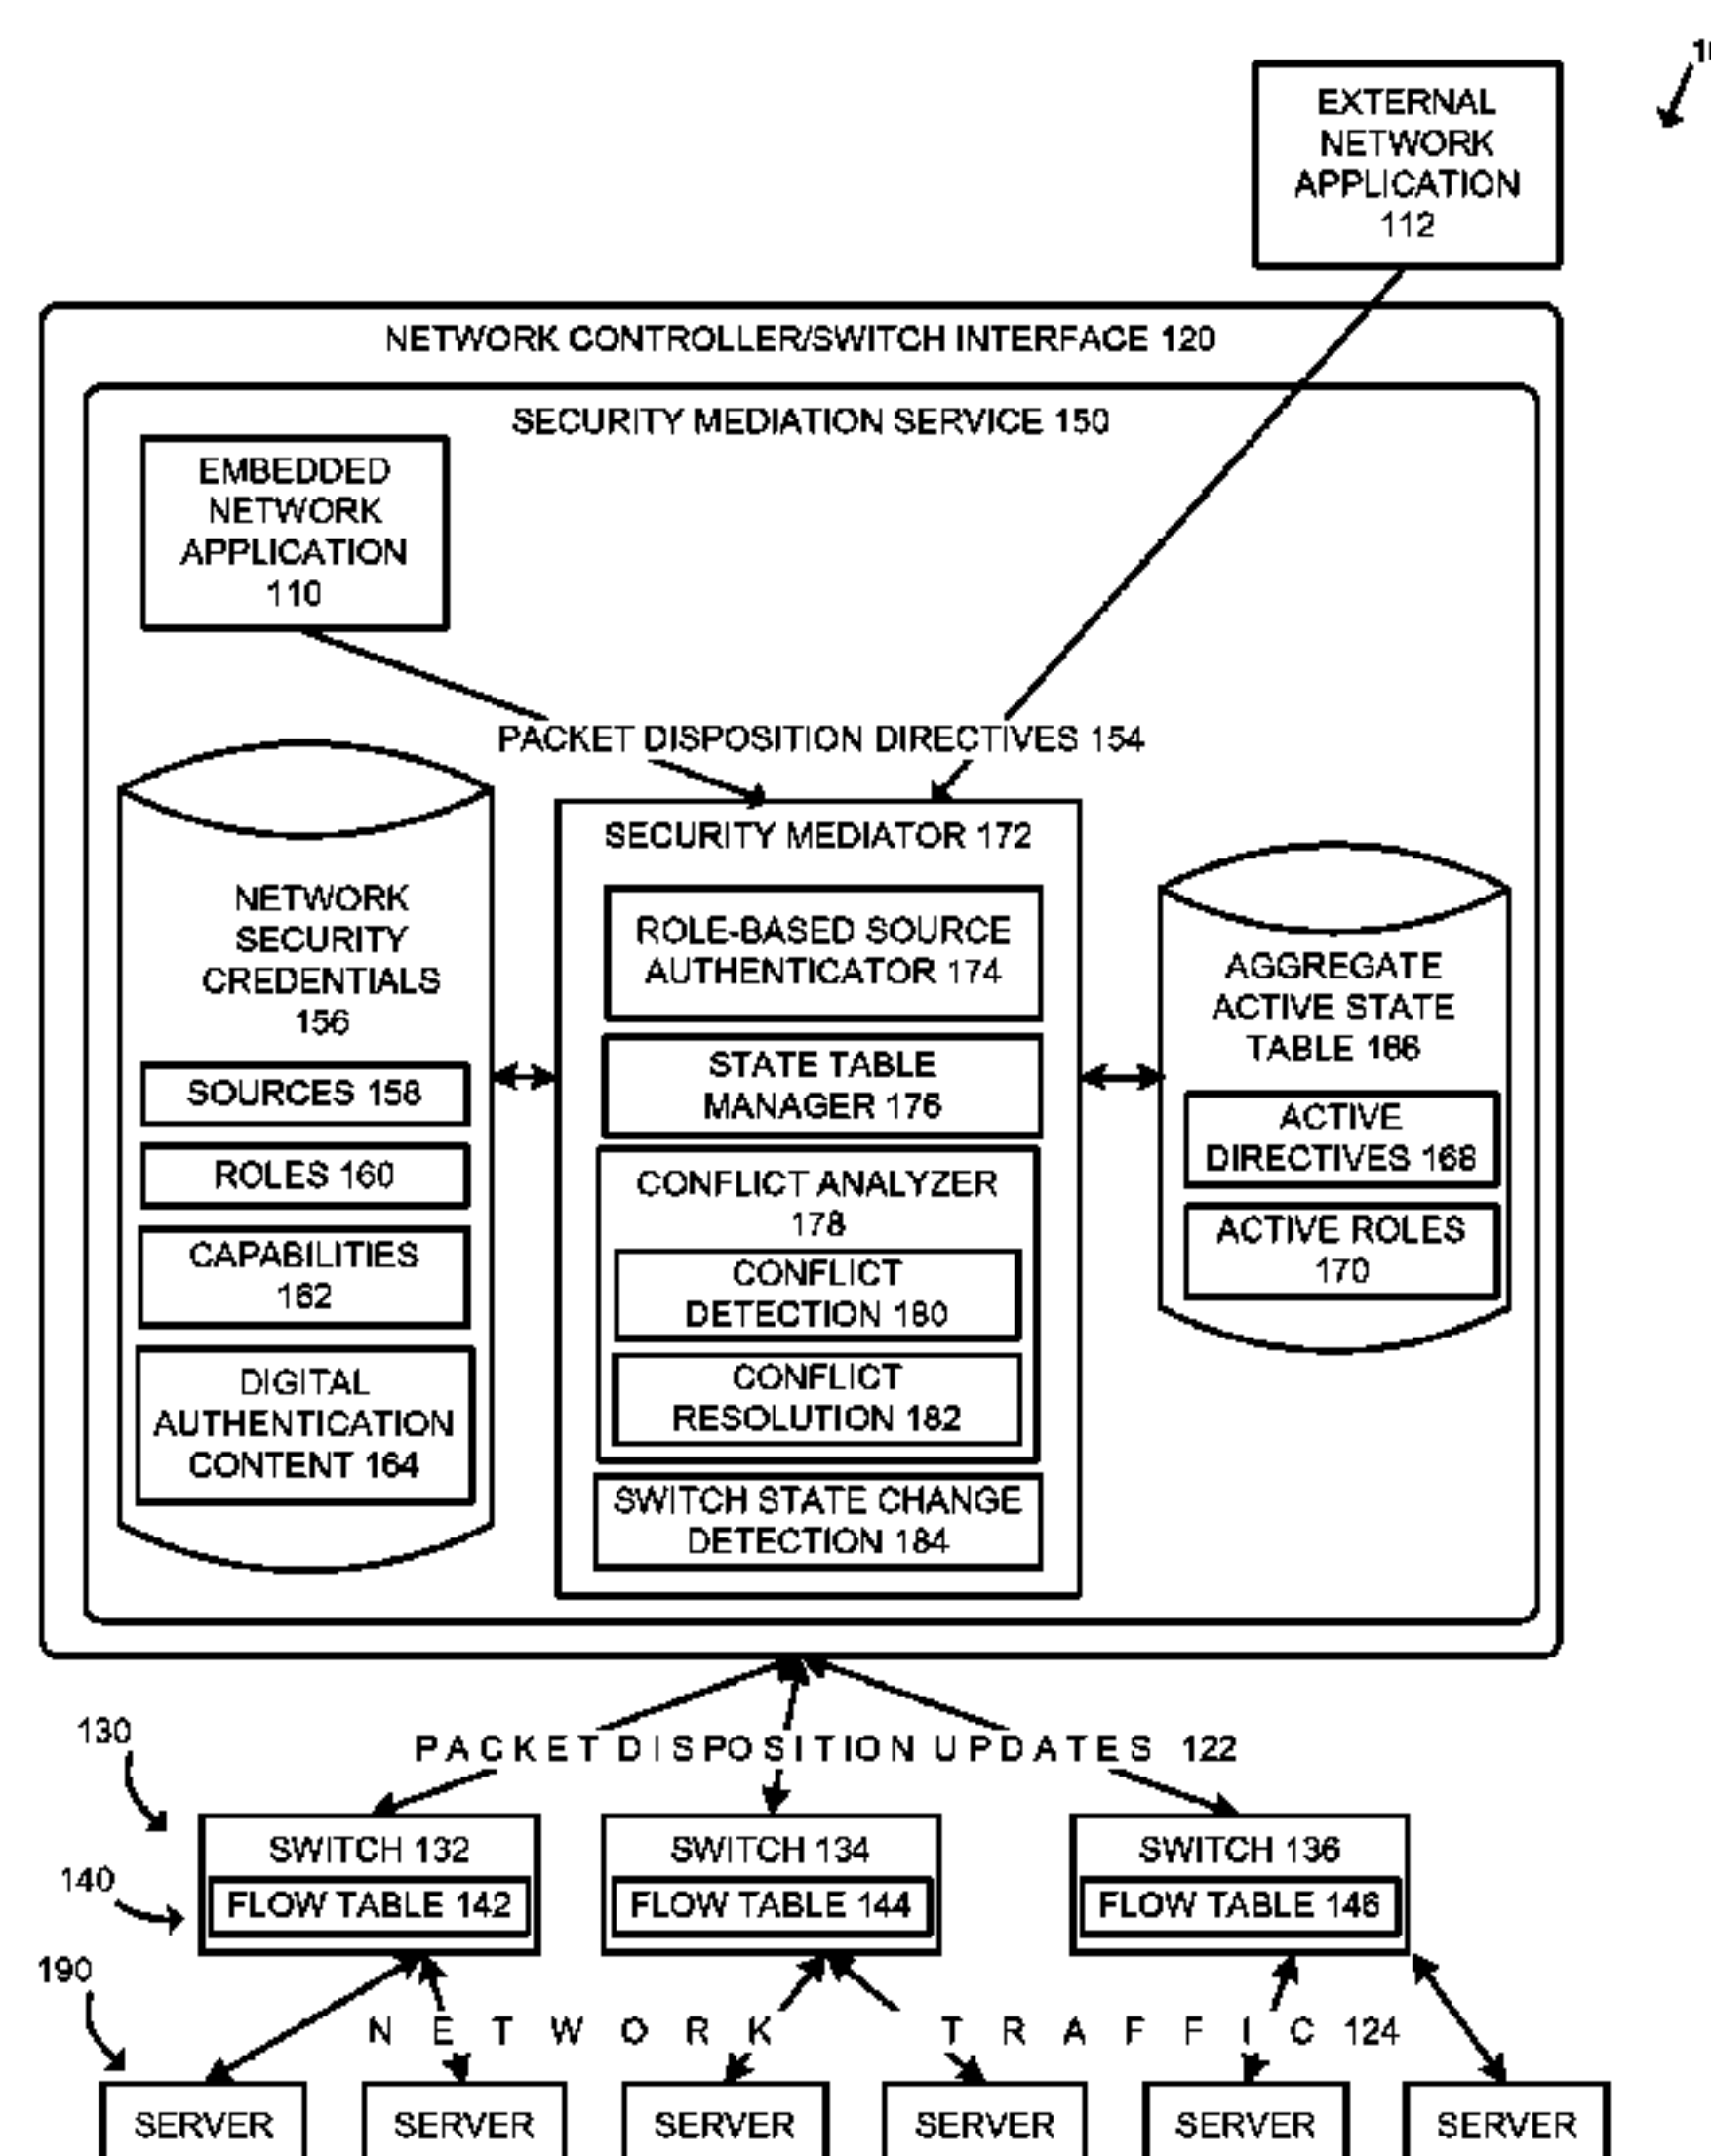 EXTERNAL
NETWORK
APPLICATION
112
NETWORK CONTROLLER/SWITCH INTERFACE 120
SECURITY MEDIATION SERVICE 150
EMBEDDED
NETWORK
APPLICATION
110
PACKET DISPOSITION DIRECTIVES 154
NETWORK
SECURITY
CREDENTIALS
156
SOURCES 158
ROLES 160
CAPABILITIES
162
DIGITAL
AUTHENTICATION
CONTENT 164
SECURITY MEDIATOR 172
ROLE-BASED SOURCE
AUTHENTICATOR 174
STATE TABLE
MANAGER 176
CONFLICT ANALYZER
178
CONFLICT
DETECTION 180
CONFLICT
RESOLUTION 182
SWITCH STATE CHANGE
DETECTION 184
AGGREGATE
ACTIVE STATE
TABLE 166
ACTIVE
DIRECTIVES 168
ACTIVE ROLES
170
PACKET DISPOSITION UPDATES 122
130
SWITCH 132
FLOW TABLE 142
SWITCH 134
FLOW TABLE 144
SWITCH 136
FLOW TABLE 146
140
190
NETWORK TRAFFIC 124
SERVER
SERVER
SERVER
SERVER
SERVER
SERVER